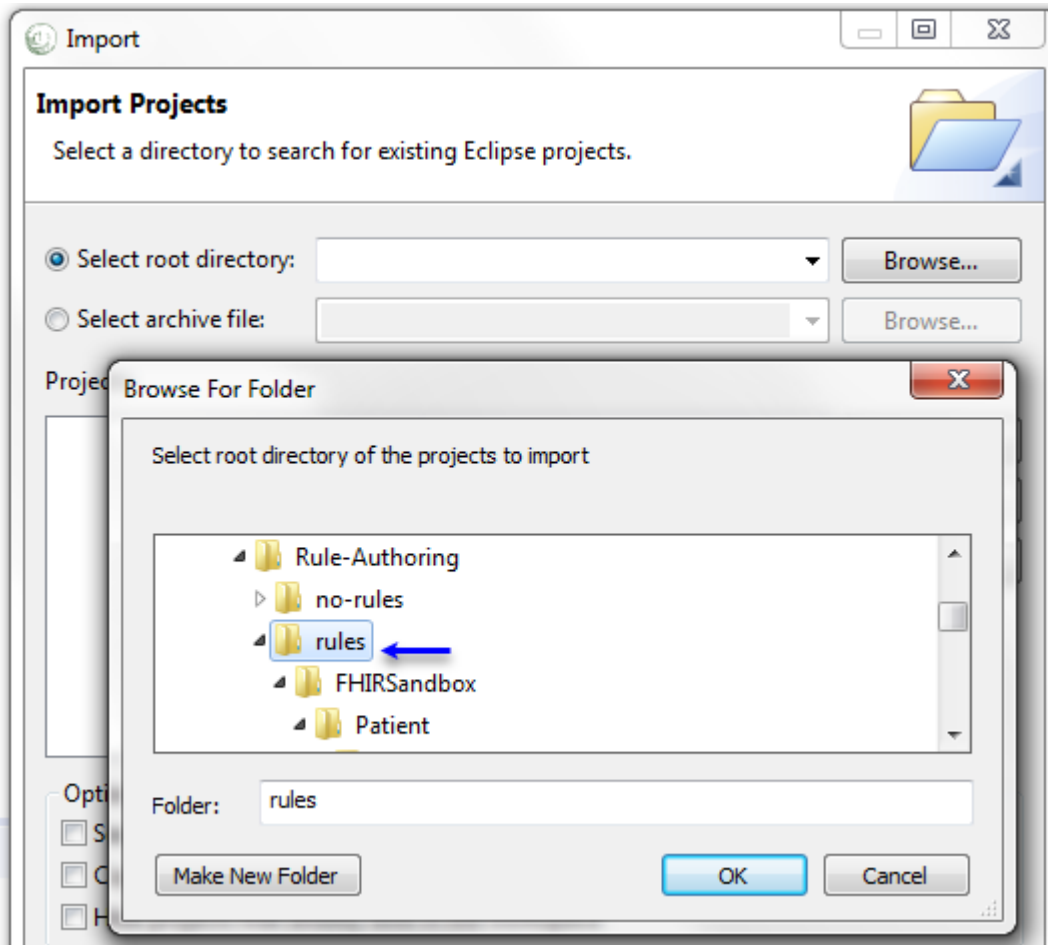 Import
Import Projects
Select a directory to search for existing Eclipse projects.
Select root directory:
Browse...
Select archive file:
Browse...
Browse For Folder
Select root directory of the projects to import
Rule-Authoring
no-rules
rules
FHIRSandbox
Patient
Folder: rules
Make New Folder
OK
Cancel